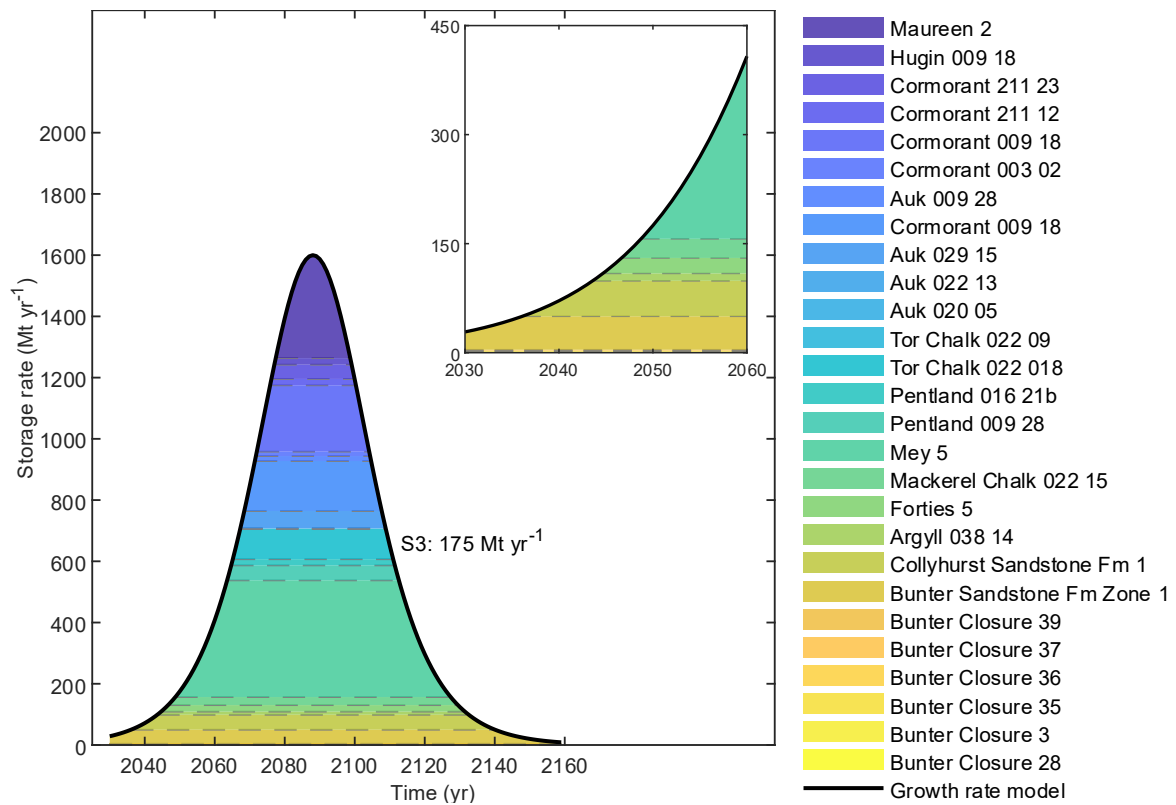 450
300
150
0
2030
2040
2050
2060
2000
1800
1600
1400
1200
1000
800
600
400
200
0
Storage rate (Mt yr-1)
S3: 175 Mt yr-1
2040
2060
2080
2100
2120
2140
2160
Time (yr)
Maureen 2
Hugin 009 18
Cormorant 211 23
Cormorant 211 12
Cormorant 009 18
Cormorant 003 02
Auk 009 28
Cormorant 009 18
Auk 029 15
Auk 022 13
Auk 020 05
Tor Chalk 022 09
Tor Chalk 022 018
Pentland 016 21b
Pentland 009 28
Mey 5
Mackerel Chalk 022 15
Forties 5
Argyll 038 14
Collyhurst Sandstone Fm 1
Bunter Sandstone Fm Zone 1
Bunter Closure 39
Bunter Closure 37
Bunter Closure 36
Bunter Closure 35
Bunter Closure 3
Bunter Closure 28
Growth rate model